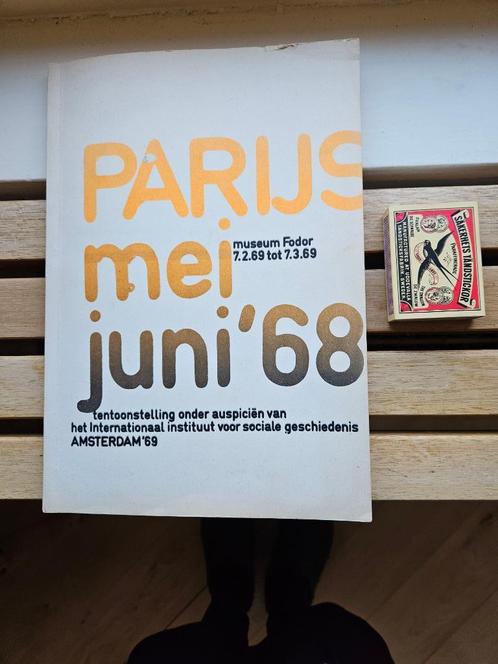 PARIJS
mei
museum Fodor
7.2.69 tot 7.3.69
juni '68
tentoonstelling onder auspiciën van
het Internationaal instituut voor sociale geschiedenis
AMSTERDAM '69
SÄKERHETS TÄNDSTICKOR